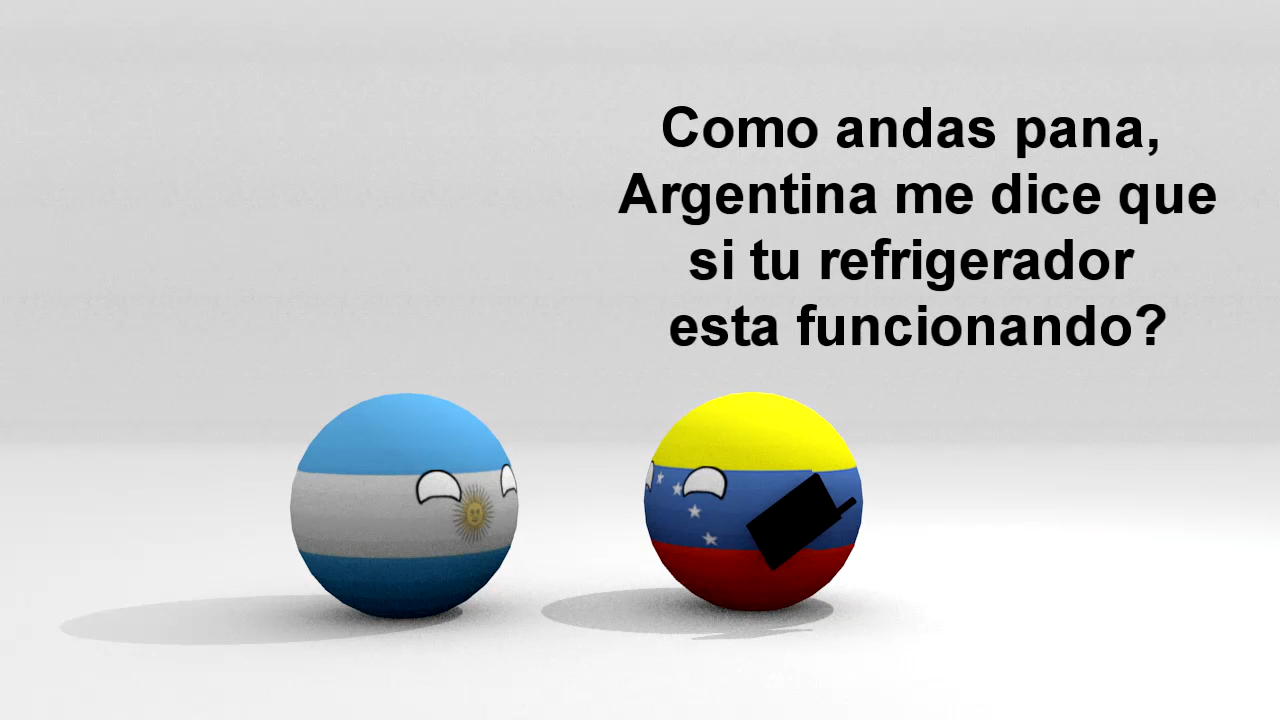 Como andas pana,
Argentina me dice que
si tu refrigerador
esta funcionando?